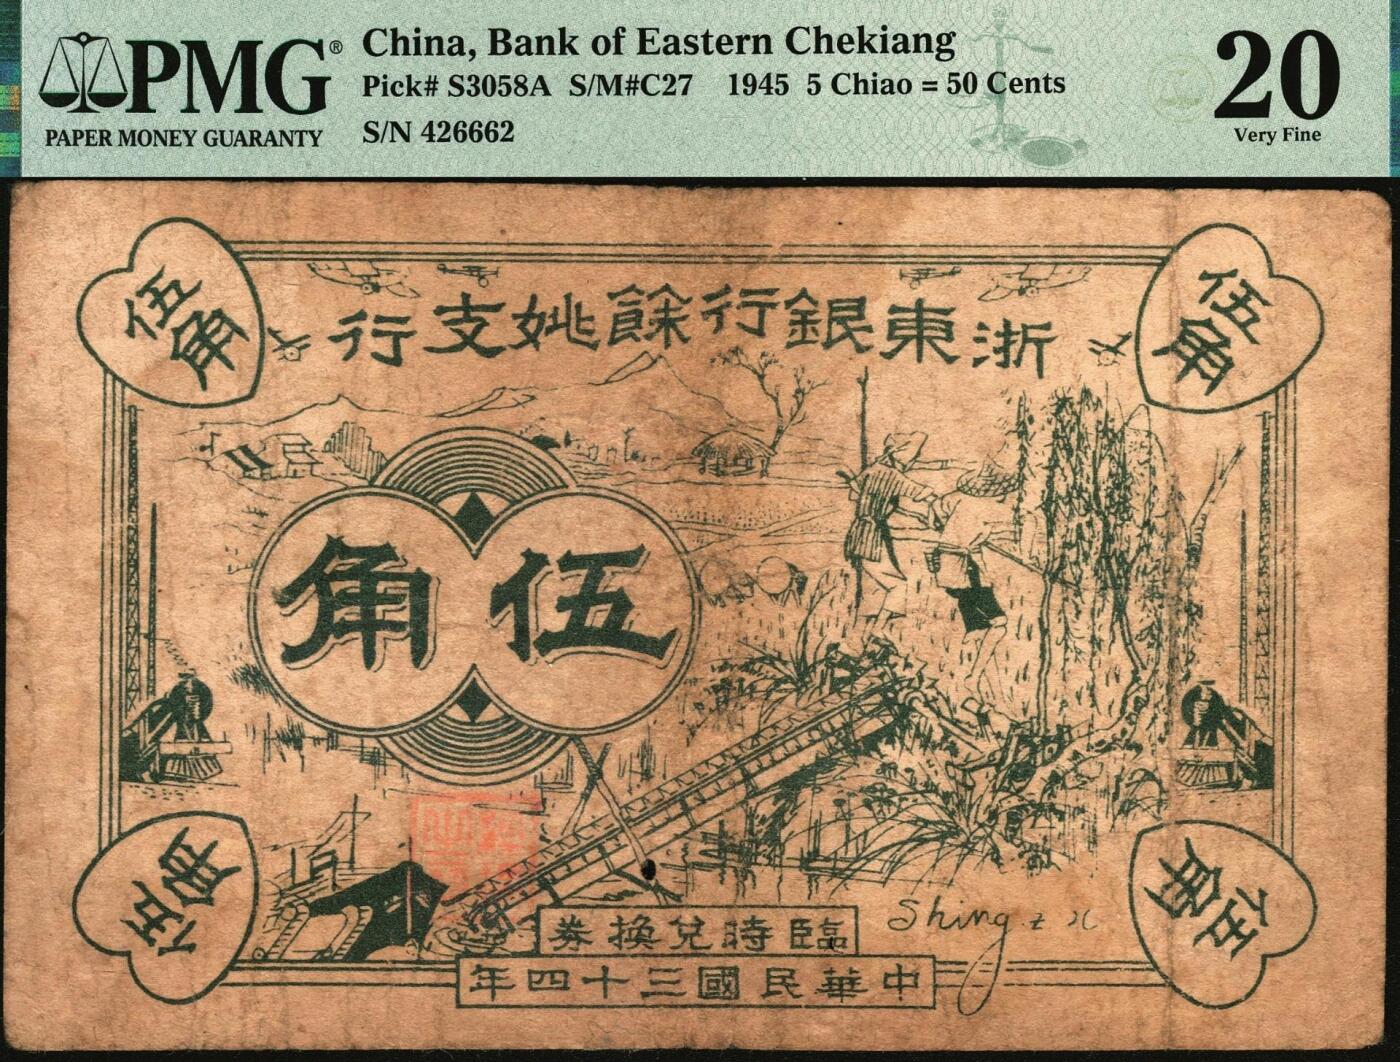 PMG®
PAPER MONEY GUARANTY
China, Bank of Eastern Chekiang
Pick# S3058A S/M#C27 1945 5 Chiao = 50 Cents
S/N 426662
20
Very Fine
伍角
伍角
浙東銀行餘姚支行
伍角
伍角
伍角
臨時兌換券
中華民國三十四年
Shing